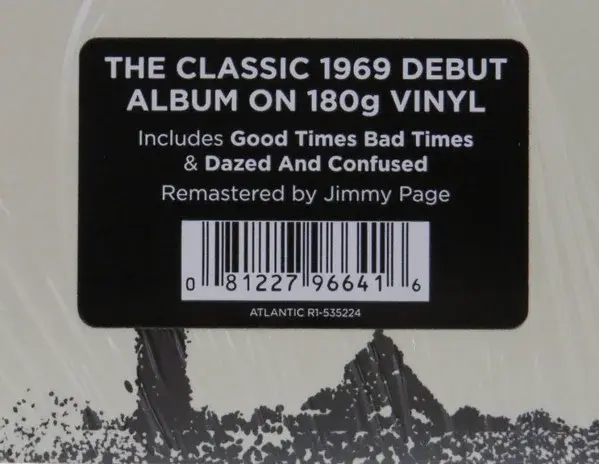 THE CLASSIC 1969 DEBUT
ALBUM ON 180g VINYL
Includes Good Times Bad Times
& Dazed And Confused
Remastered by Jimmy Page
0 81227 96641 6
ATLANTIC R1-535224